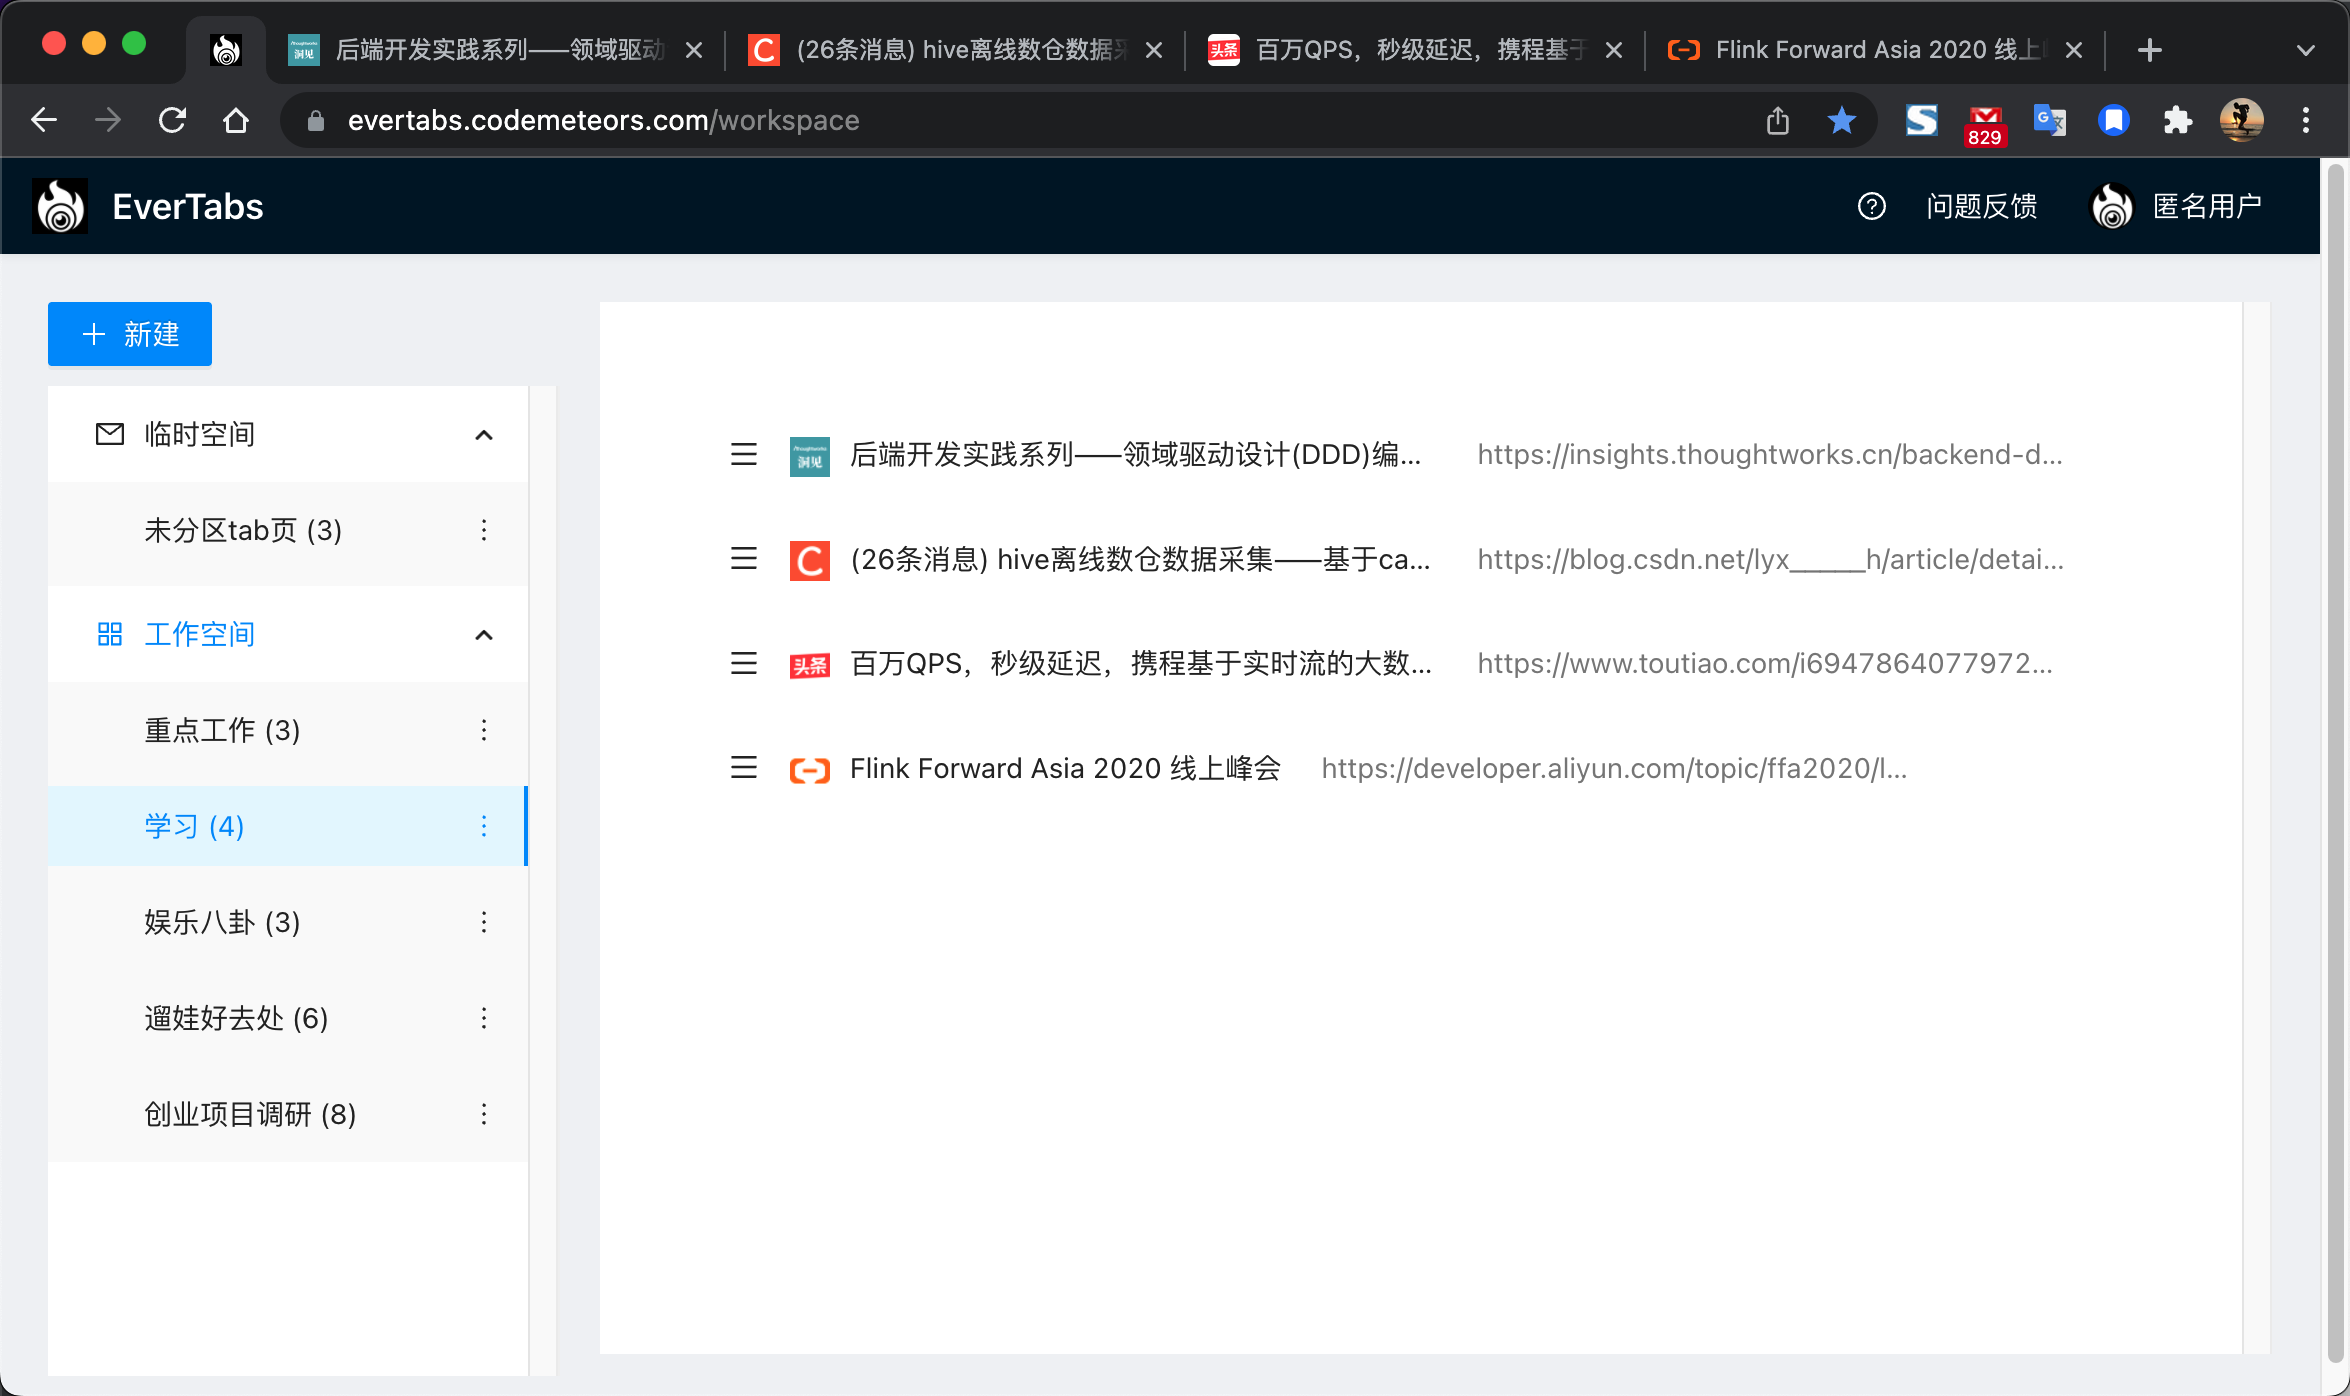 后端开发实践系列——领域驱动
(26条消息) hive离线数仓数据采
百万QPS，秒级延迟，携程基于
Flink Forward Asia 2020 线上
evertabs.codemeteors.com/workspace
829
EverTabs
问题反馈
匿名用户
新建
临时空间
未分区tab页 (3)
工作空间
重点工作 (3)
学习 (4)
娱乐八卦 (3)
遛娃好去处 (6)
创业项目调研 (8)
洞见 后端开发实践系列——领域驱动设计(DDD)编... https://insights.thoughtworks.cn/backend-d...
C (26条消息) hive离线数仓数据采集——基于ca... https://blog.csdn.net/lyx_____h/article/detai...
头条 百万QPS，秒级延迟，携程基于实时流的大数... https://www.toutiao.com/i6947864077972...
Flink Forward Asia 2020 线上峰会 https://developer.aliyun.com/topic/ffa2020/l...